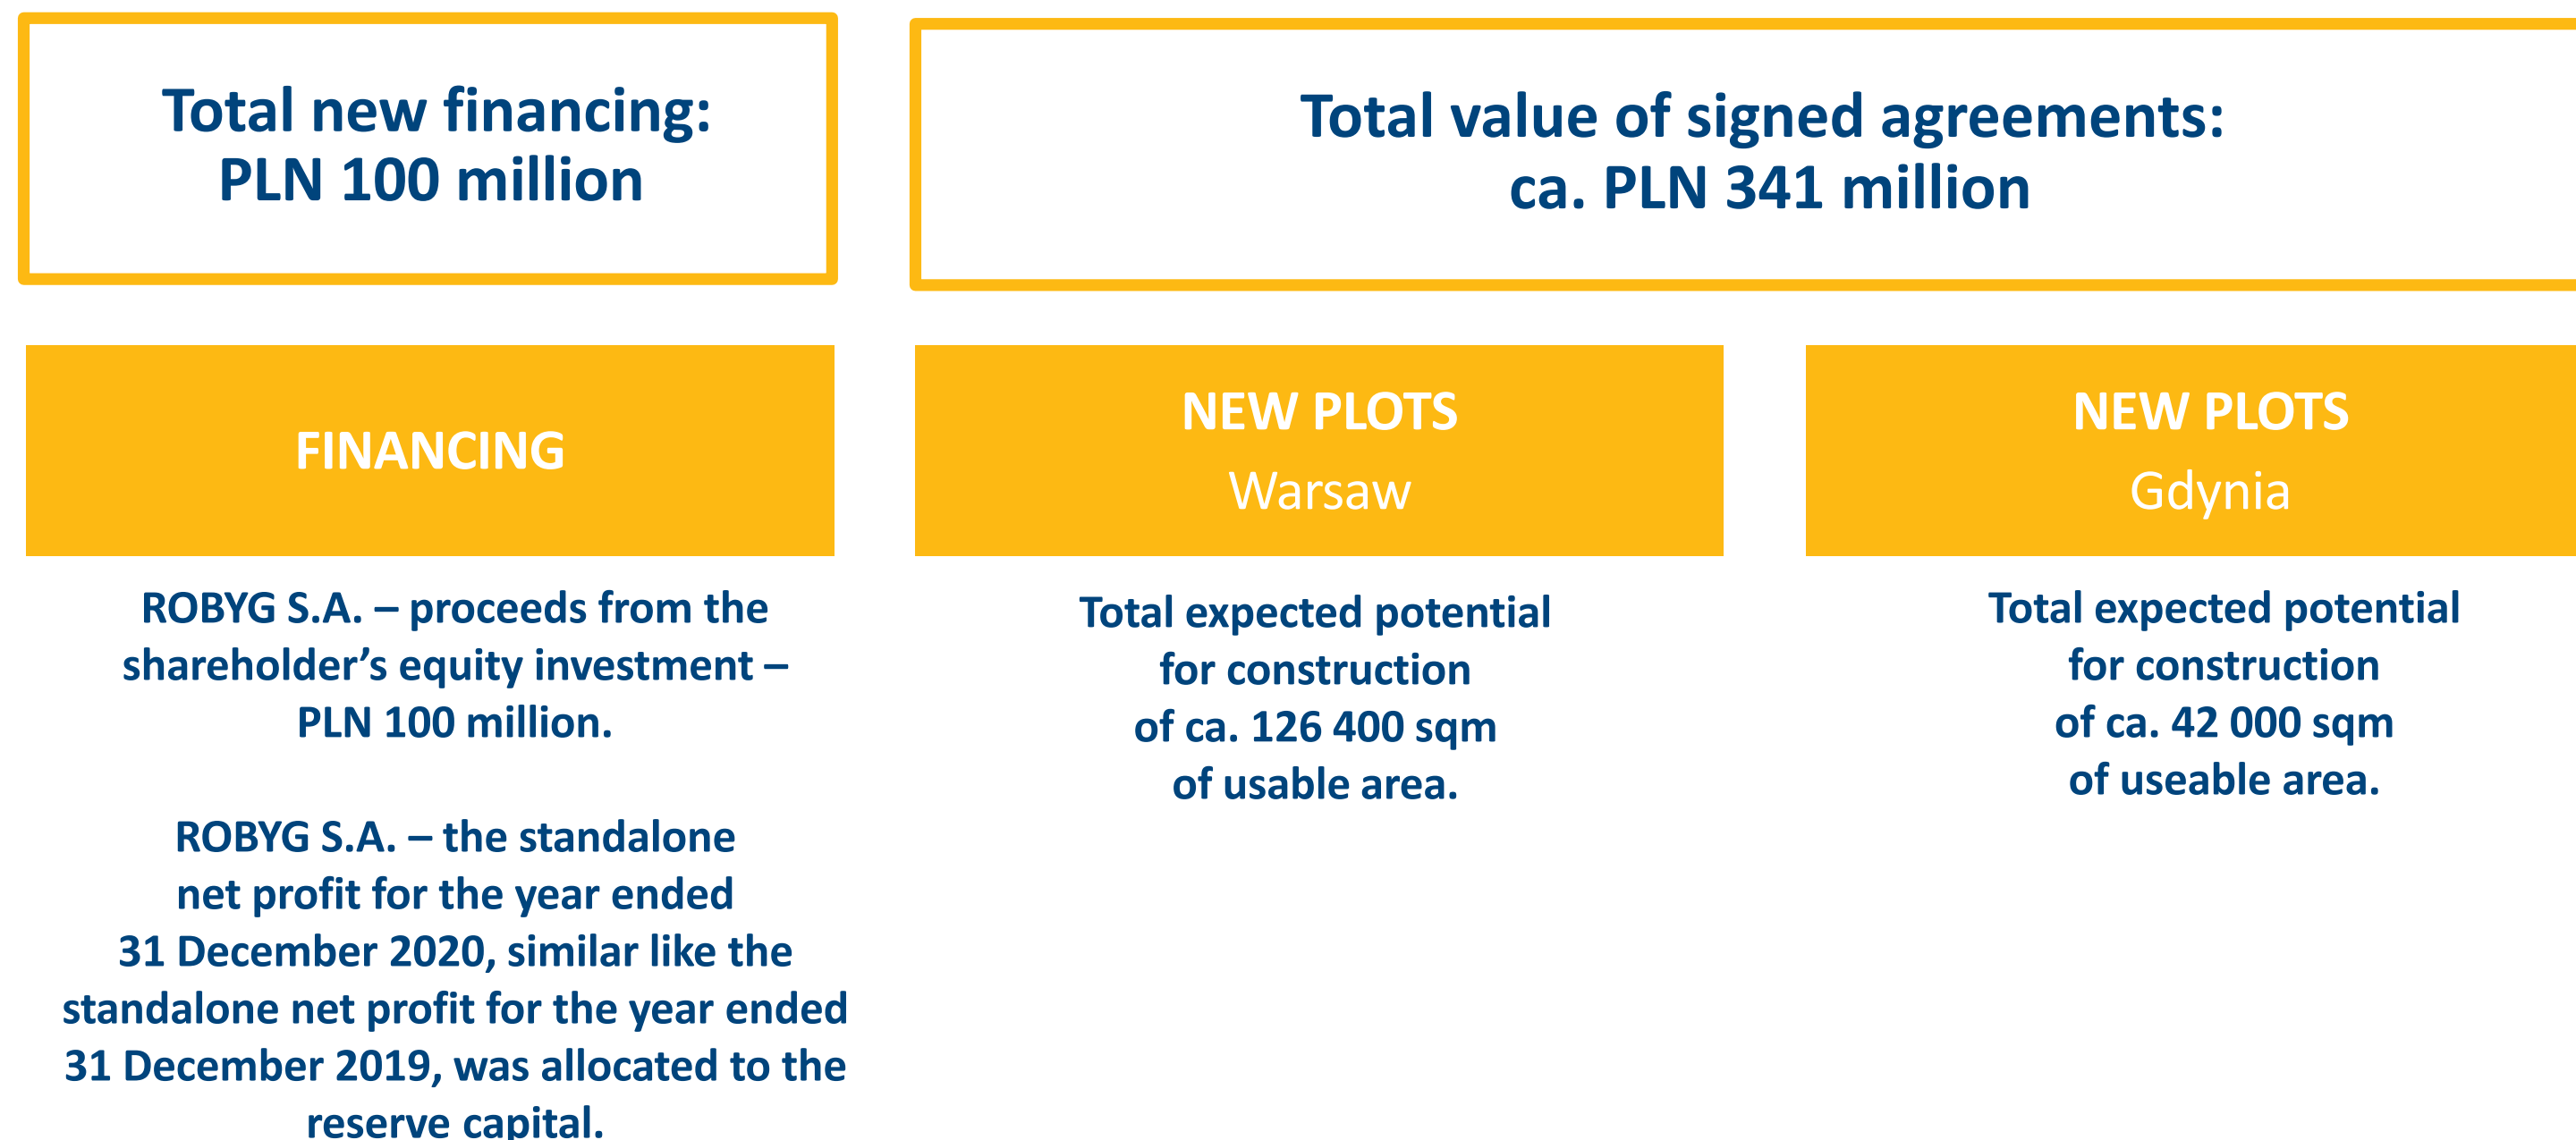 Total new financing:
PLN 100 million
Total value of signed agreements:
ca. PLN 341 million
FINANCING
ROBYG S.A. – proceeds from the
shareholder’s equity investment –
PLN 100 million.
ROBYG S.A. – the standalone
net profit for the year ended
31 December 2020, similar like the
standalone net profit for the year ended
31 December 2019, was allocated to the
reserve capital.
NEW PLOTS
Warsaw
Total expected potential
for construction
of ca. 126 400 sqm
of usable area.
NEW PLOTS
Gdynia
Total expected potential
for construction
of ca. 42 000 sqm
of useable area.